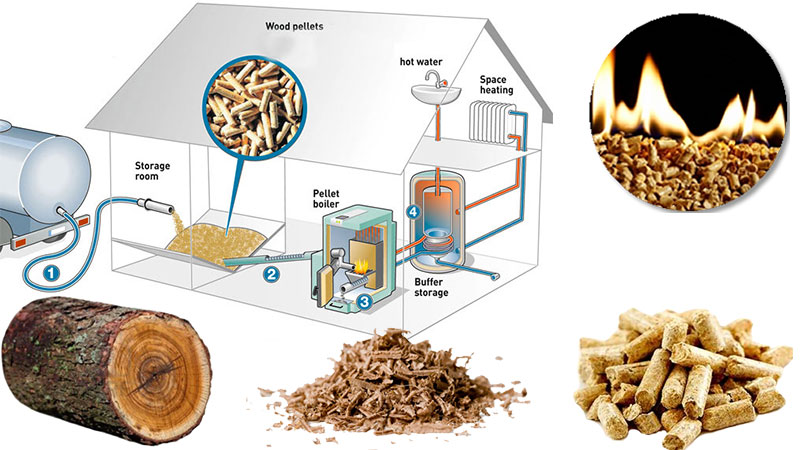 Wood pellets
hot water
Space
heating
Storage
room
Pellet
boiler
4
1
2
3
Buffer
storage